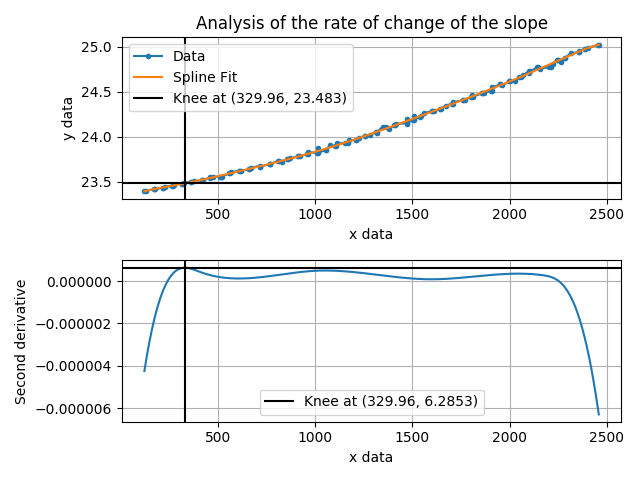 Analysis of the rate of change of the slope
25.0
24.5
24.0
23.5
y data
Data
Spline Fit
Knee at (329.96, 23.483)
500
1000
1500
2000
2500
x data
0.000000
−0.000002
−0.000004
−0.000006
Second derivative
Knee at (329.96, 6.2853)
500
1000
1500
2000
2500
x data